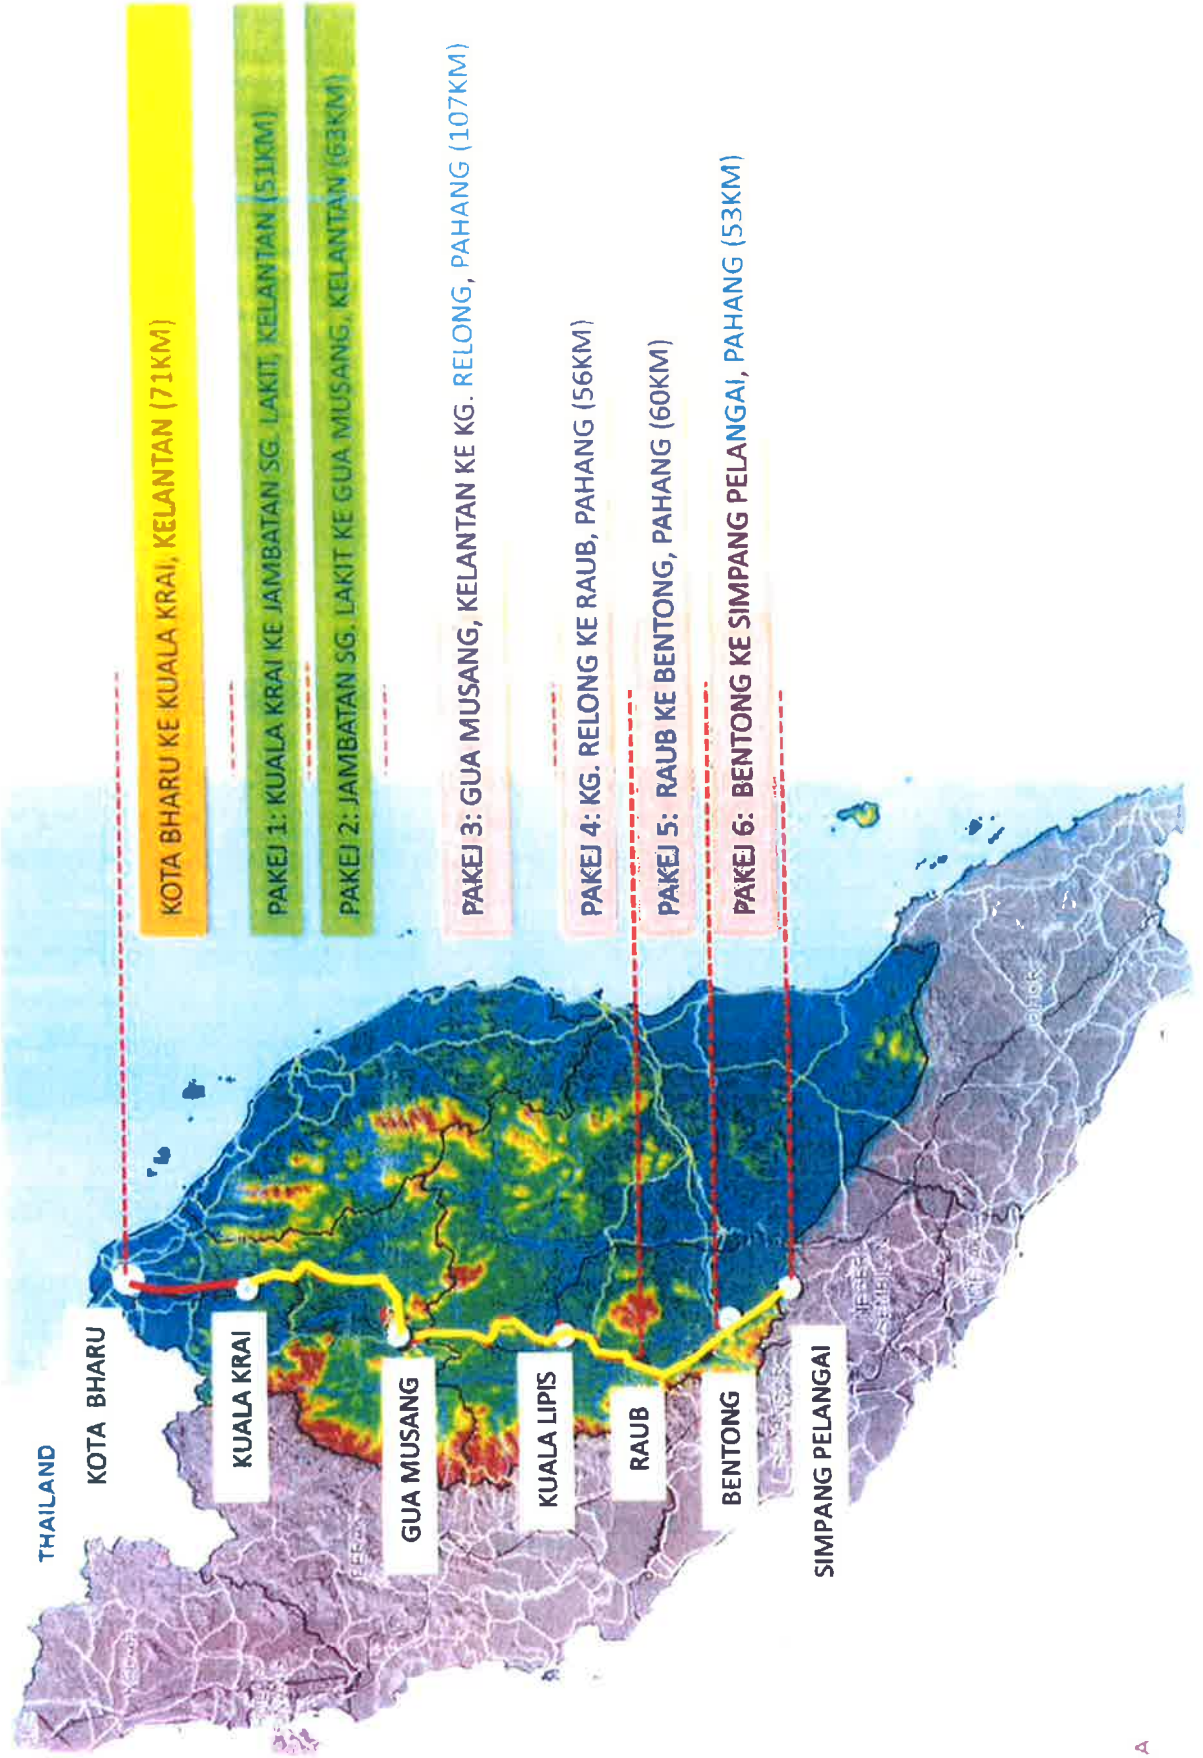 THAILAND
KOTA BHARU
KUALA KRAI
GUA MUSANG
KUALA LIPIS
RAUB
BENTONG
SIMPANG PELANGAI
JOHOR
KOTA BHARU KE KUALA KRAI, KELANTAN (71KM)
PAKEJ 1: KUALA KRAI KE JAMBATAN SG. LAKIT, KELANTAN (51KM)
PAKEJ 2: JAMBATAN SG. LAKIT KE GUA MUSANG, KELANTAN (63KM)
PAKEJ 3: GUA MUSANG, KELANTAN KE KG. RELONG, PAHANG (107KM)
PAKEJ 4: KG. RELONG KE RAUB, PAHANG (56KM)
PAKEJ 5: RAUB KE BENTONG, PAHANG (60KM)
PAKEJ 6: BENTONG KE SIMPANG PELANGAI, PAHANG (53KM)
A